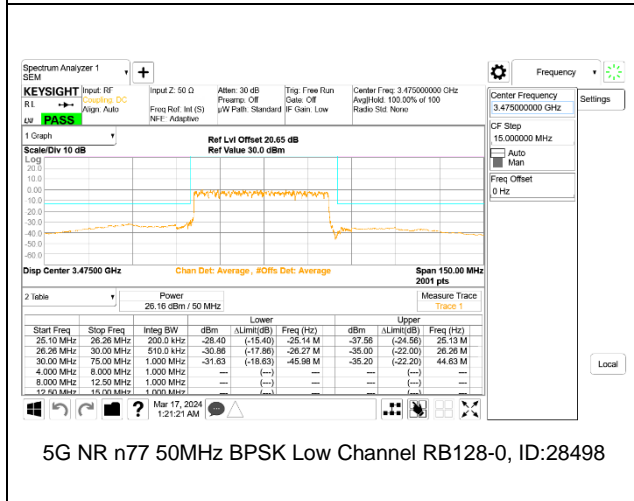 Spectrum Analyzer 1
SEM
Frequency
KEYSIGHT
Input: RF
Coupling: DC
Align: Auto
Input Z: 50 Ω
Freq Ref: Int (S)
NFE: Adaptive
Atten: 30 dB
Preamp: Off
µW Path: Standard
Trig: Free Run
Gate: Off
IF Gain: Low
Center Freq: 3.475000000 GHz
Avg|Hold: 100.00% of 100
Radio Std: None
RL
PASS
Center Frequency
3.475000000 GHz
Settings
CF Step
15.000000 MHz
Auto
Man
Freq Offset
0 Hz
Local
1 Graph
Scale/Div 10 dB
Ref Lvl Offset 20.65 dB
Ref Value 30.0 dBm
Log
20.0
10.0
0.00
-10.0
-20.0
-30.0
-40.0
-50.0
-60.0
Disp Center 3.47500 GHz
Chan Det: Average , #Offs Det: Average
Span 150.00 MHz
2001 pts
2 Table
Power
26.16 dBm / 50 MHz
Measure Trace
Trace 1
Lower Upper
Start Freq Stop Freq Integ BW dBm ΔLimit(dB) Freq (Hz) dBm ΔLimit(dB) Freq (Hz)
25.10 MHz 26.26 MHz 200.0 kHz -28.40 (-15.40) -25.14 M -37.56 (-24.56) 25.13 M
26.26 MHz 30.00 MHz 510.0 kHz -30.86 (-17.86) -26.27 M -35.00 (-22.00) 26.26 M
30.00 MHz 75.00 MHz 1.000 MHz -31.63 (-18.63) -45.98 M -35.20 (-22.20) 44.63 M
4.000 MHz 8.000 MHz 1.000 MHz --- (---) --- --- (---) ---
8.000 MHz 12.50 MHz 1.000 MHz --- (---) --- --- (---) ---
12.50 MHz 15.00 MHz 1.000 MHz --- (---) --- --- (---) ---
Mar 17, 2024
1:21:21 AM
5G NR n77 50MHz BPSK Low Channel RB128-0, ID:28498